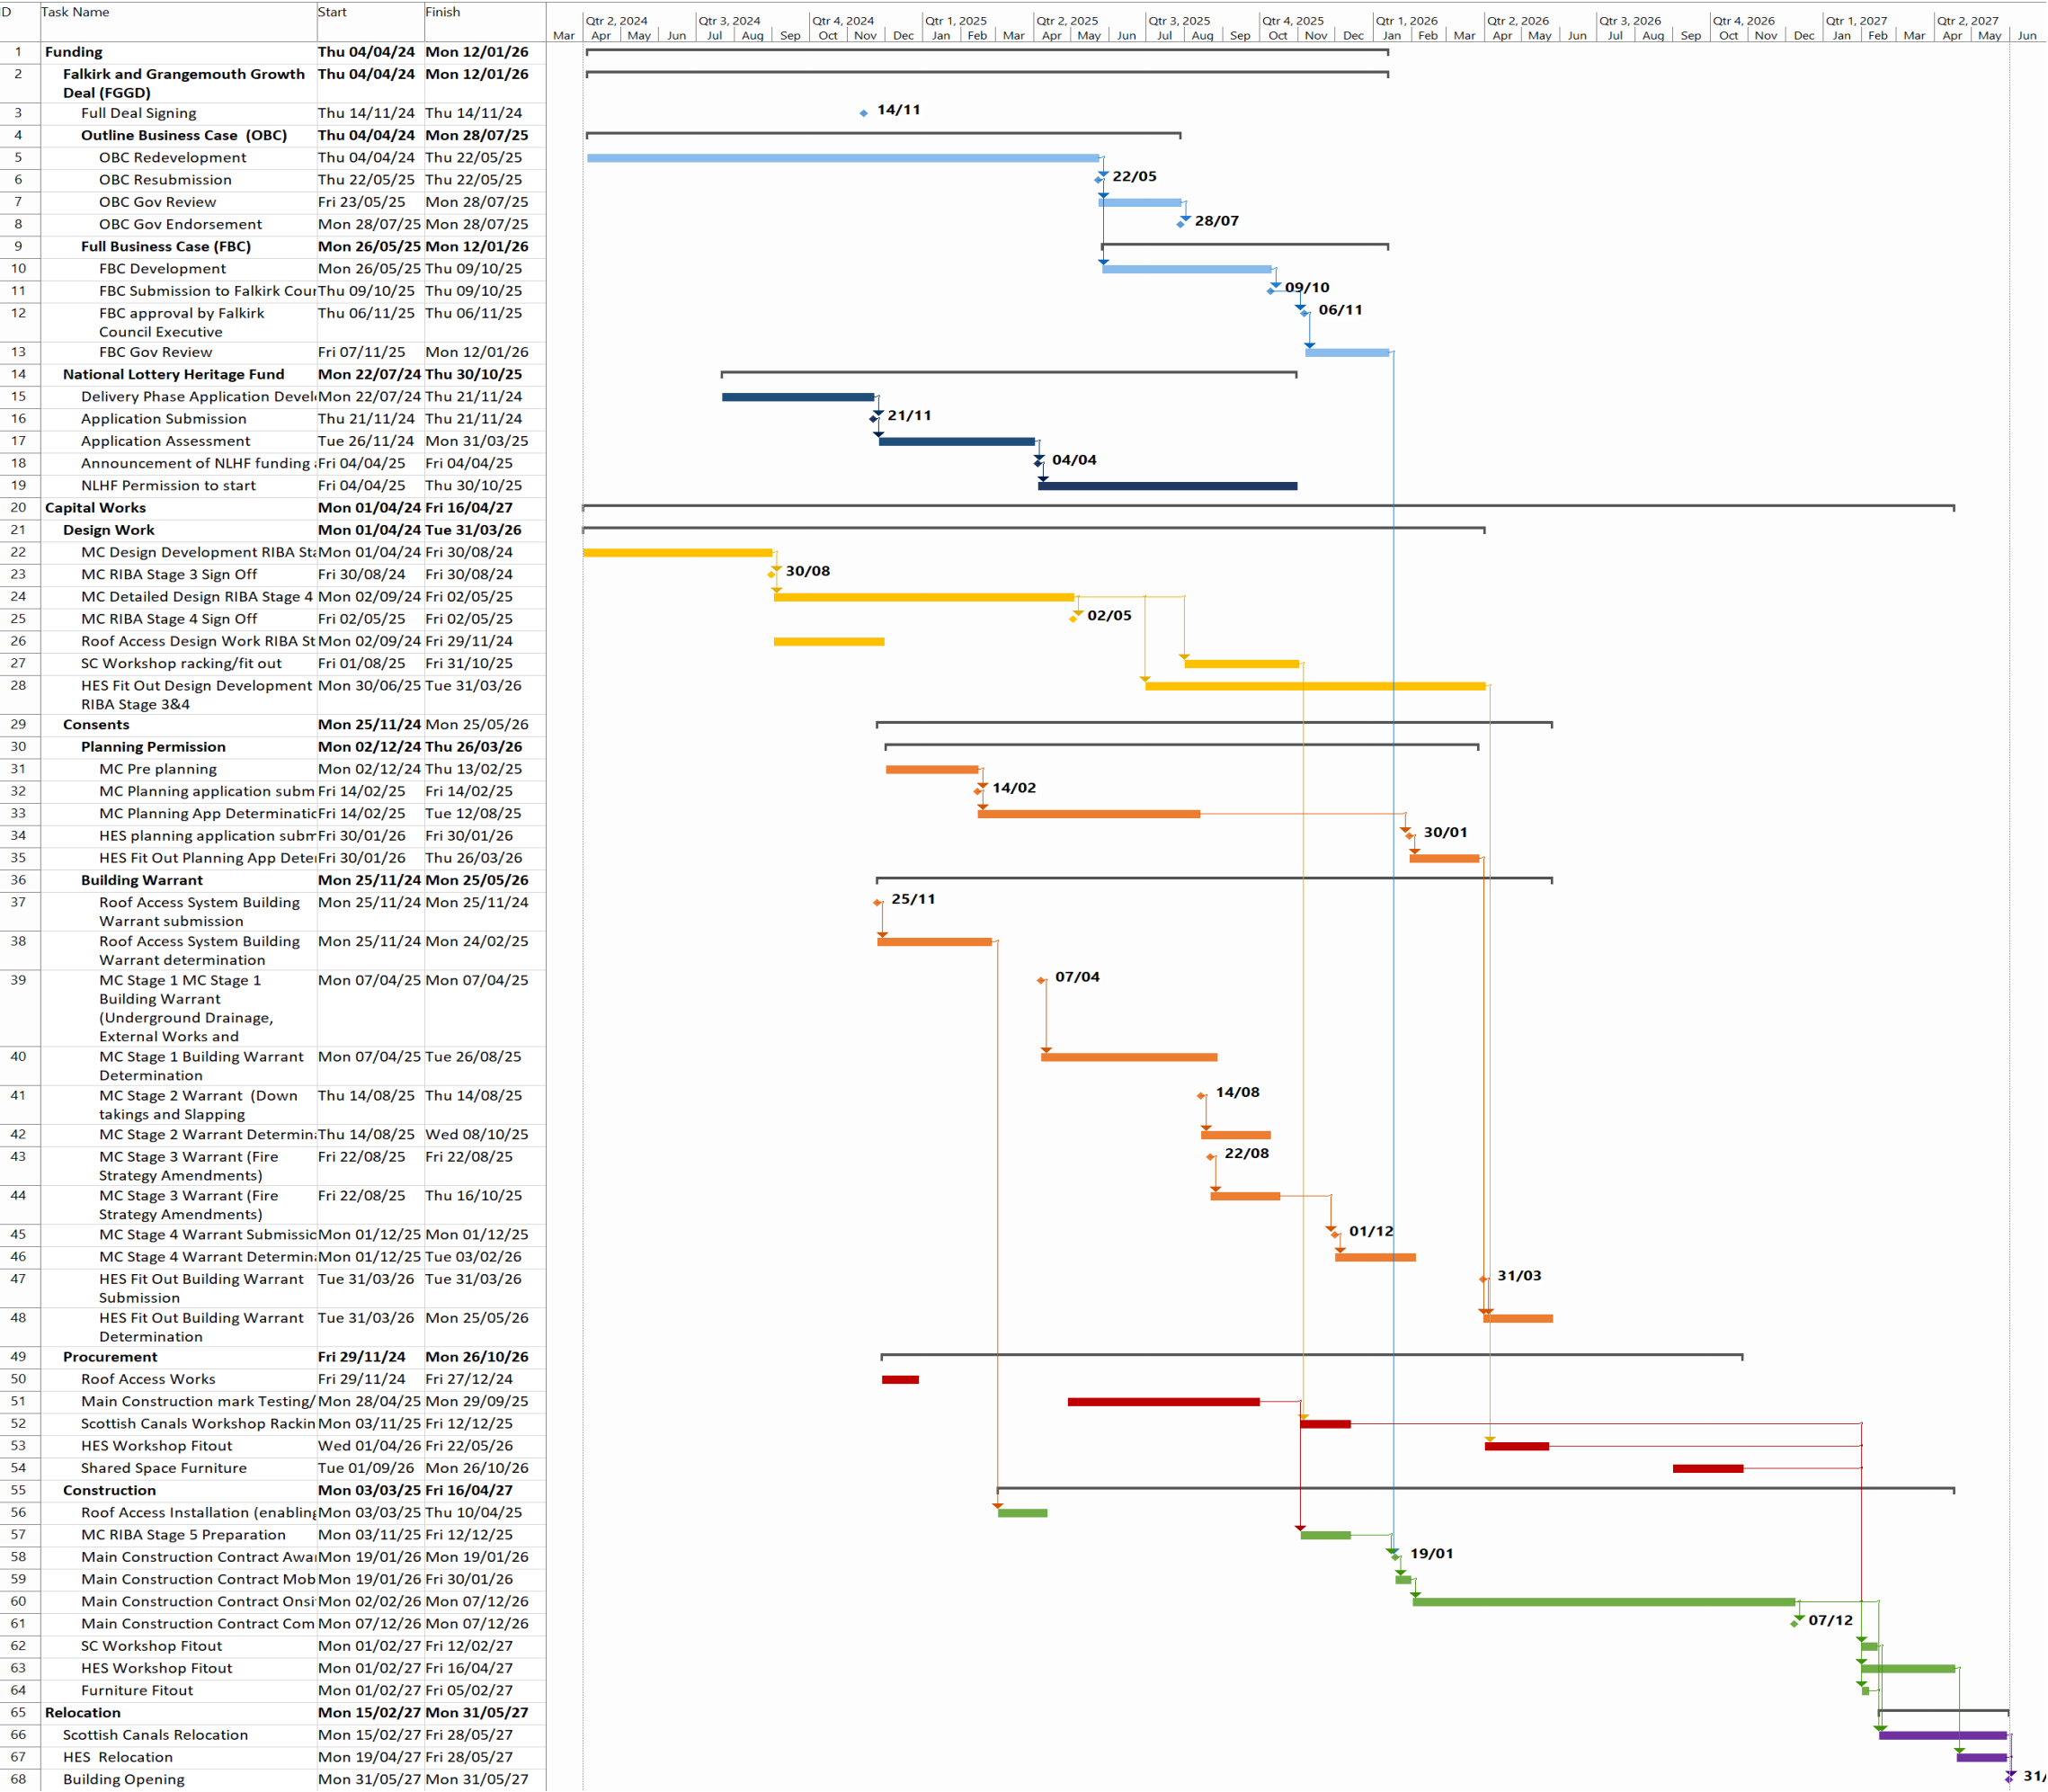 ID Task Name Start Finish
Qtr 2, 2024 Qtr 3, 2024 Qtr 4, 2024 Qtr 1, 2025 Qtr 2, 2025 Qtr 3, 2025 Qtr 4, 2025 Qtr 1, 2026 Qtr 2, 2026 Qtr 3, 2026 Qtr 4, 2026 Qtr 1, 2027 Qtr 2, 2027
Mar Apr May Jun Jul Aug Sep Oct Nov Dec Jan Feb Mar Apr May Jun Jul Aug Sep Oct Nov Dec Jan Feb Mar Apr May Jun Jul Aug Sep Oct Nov Dec Jan Feb Mar Apr May Jun
1 Funding Thu 04/04/24 Mon 12/01/26
2 Falkirk and Grangemouth Growth Thu 04/04/24 Mon 12/01/26
Deal (FGGD)
3 Full Deal Signing Thu 14/11/24 Thu 14/11/24 14/11
4 Outline Business Case (OBC) Thu 04/04/24 Mon 28/07/25
5 OBC Redevelopment Thu 04/04/24 Thu 22/05/25
6 OBC Resubmission Thu 22/05/25 Thu 22/05/25 22/05
7 OBC Gov Review Fri 23/05/25 Mon 28/07/25
8 OBC Gov Endorsement Mon 28/07/25 Mon 28/07/25 28/07
9 Full Business Case (FBC) Mon 26/05/25 Mon 12/01/26
10 FBC Development Mon 26/05/25 Thu 09/10/25
11 FBC Submission to Falkirk Cour Thu 09/10/25 Thu 09/10/25 09/10
12 FBC approval by Falkirk Thu 06/11/25 Thu 06/11/25 06/11
Council Executive
13 FBC Gov Review Fri 07/11/25 Mon 12/01/26
14 National Lottery Heritage Fund Mon 22/07/24 Thu 30/10/25
15 Delivery Phase Application Devel Mon 22/07/24 Thu 21/11/24
16 Application Submission Thu 21/11/24 Thu 21/11/24 21/11
17 Application Assessment Tue 26/11/24 Mon 31/03/25
18 Announcement of NLHF funding Fri 04/04/25 Fri 04/04/25 04/04
19 NLHF Permission to start Fri 04/04/25 Thu 30/10/25
20 Capital Works Mon 01/04/24 Fri 16/04/27
21 Design Work Mon 01/04/24 Tue 31/03/26
22 MC Design Development RIBA Sta Mon 01/04/24 Fri 30/08/24
23 MC RIBA Stage 3 Sign Off Fri 30/08/24 Fri 30/08/24 30/08
24 MC Detailed Design RIBA Stage 4 Mon 02/09/24 Fri 02/05/25
25 MC RIBA Stage 4 Sign Off Fri 02/05/25 Fri 02/05/25 02/05
26 Roof Access Design Work RIBA St Mon 02/09/24 Fri 29/11/24
27 SC Workshop racking/fit out Fri 01/08/25 Fri 31/10/25
28 HES Fit Out Design Development Mon 30/06/25 Tue 31/03/26
RIBA Stage 3&4
29 Consents Mon 25/11/24 Mon 25/05/26
30 Planning Permission Mon 02/12/24 Thu 26/03/26
31 MC Pre planning Mon 02/12/24 Thu 13/02/25
32 MC Planning application subm Fri 14/02/25 Fri 14/02/25 14/02
33 MC Planning App Determinatic Fri 14/02/25 Tue 12/08/25
34 HES planning application subm Fri 30/01/26 Fri 30/01/26 30/01
35 HES Fit Out Planning App Dete Fri 30/01/26 Thu 26/03/26
36 Building Warrant Mon 25/11/24 Mon 25/05/26
37 Roof Access System Building Mon 25/11/24 Mon 25/11/24 25/11
Warrant submission
38 Roof Access System Building Mon 25/11/24 Mon 24/02/25
Warrant determination
39 MC Stage 1 MC Stage 1 Mon 07/04/25 Mon 07/04/25 07/04
Building Warrant
(Underground Drainage,
External Works and
40 MC Stage 1 Building Warrant Mon 07/04/25 Tue 26/08/25
Determination
41 MC Stage 2 Warrant (Down Thu 14/08/25 Thu 14/08/25 14/08
takings and Slapping
42 MC Stage 2 Warrant Determin Thu 14/08/25 Wed 08/10/25
43 MC Stage 3 Warrant (Fire Fri 22/08/25 Fri 22/08/25 22/08
Strategy Amendments)
44 MC Stage 3 Warrant (Fire Fri 22/08/25 Thu 16/10/25
Strategy Amendments)
45 MC Stage 4 Warrant Submissic Mon 01/12/25 Mon 01/12/25 01/12
46 MC Stage 4 Warrant Determin Mon 01/12/25 Tue 03/02/26
47 HES Fit Out Building Warrant Tue 31/03/26 Tue 31/03/26 31/03
Submission
48 HES Fit Out Building Warrant Tue 31/03/26 Mon 25/05/26
Determination
49 Procurement Fri 29/11/24 Mon 26/10/26
50 Roof Access Works Fri 29/11/24 Fri 27/12/24
51 Main Construction mark Testing/ Mon 28/04/25 Mon 29/09/25
52 Scottish Canals Workshop Rackin Mon 03/11/25 Fri 12/12/25
53 HES Workshop Fitout Wed 01/04/26 Fri 22/05/26
54 Shared Space Furniture Tue 01/09/26 Mon 26/10/26
55 Construction Mon 03/03/25 Fri 16/04/27
56 Roof Access Installation (enabling Mon 03/03/25 Thu 10/04/25
57 MC RIBA Stage 5 Preparation Mon 03/11/25 Fri 12/12/25
58 Main Construction Contract Awar Mon 19/01/26 Mon 19/01/26 19/01
59 Main Construction Contract Mob Mon 19/01/26 Fri 30/01/26
60 Main Construction Contract Onsi Mon 02/02/26 Mon 07/12/26
61 Main Construction Contract Com Mon 07/12/26 Mon 07/12/26 07/12
62 SC Workshop Fitout Mon 01/02/27 Fri 12/02/27
63 HES Workshop Fitout Mon 01/02/27 Fri 16/04/27
64 Furniture Fitout Mon 01/02/27 Fri 05/02/27
65 Relocation Mon 15/02/27 Mon 31/05/27
66 Scottish Canals Relocation Mon 15/02/27 Fri 28/05/27
67 HES Relocation Mon 19/04/27 Fri 28/05/27
68 Building Opening Mon 31/05/27 Mon 31/05/27 31/